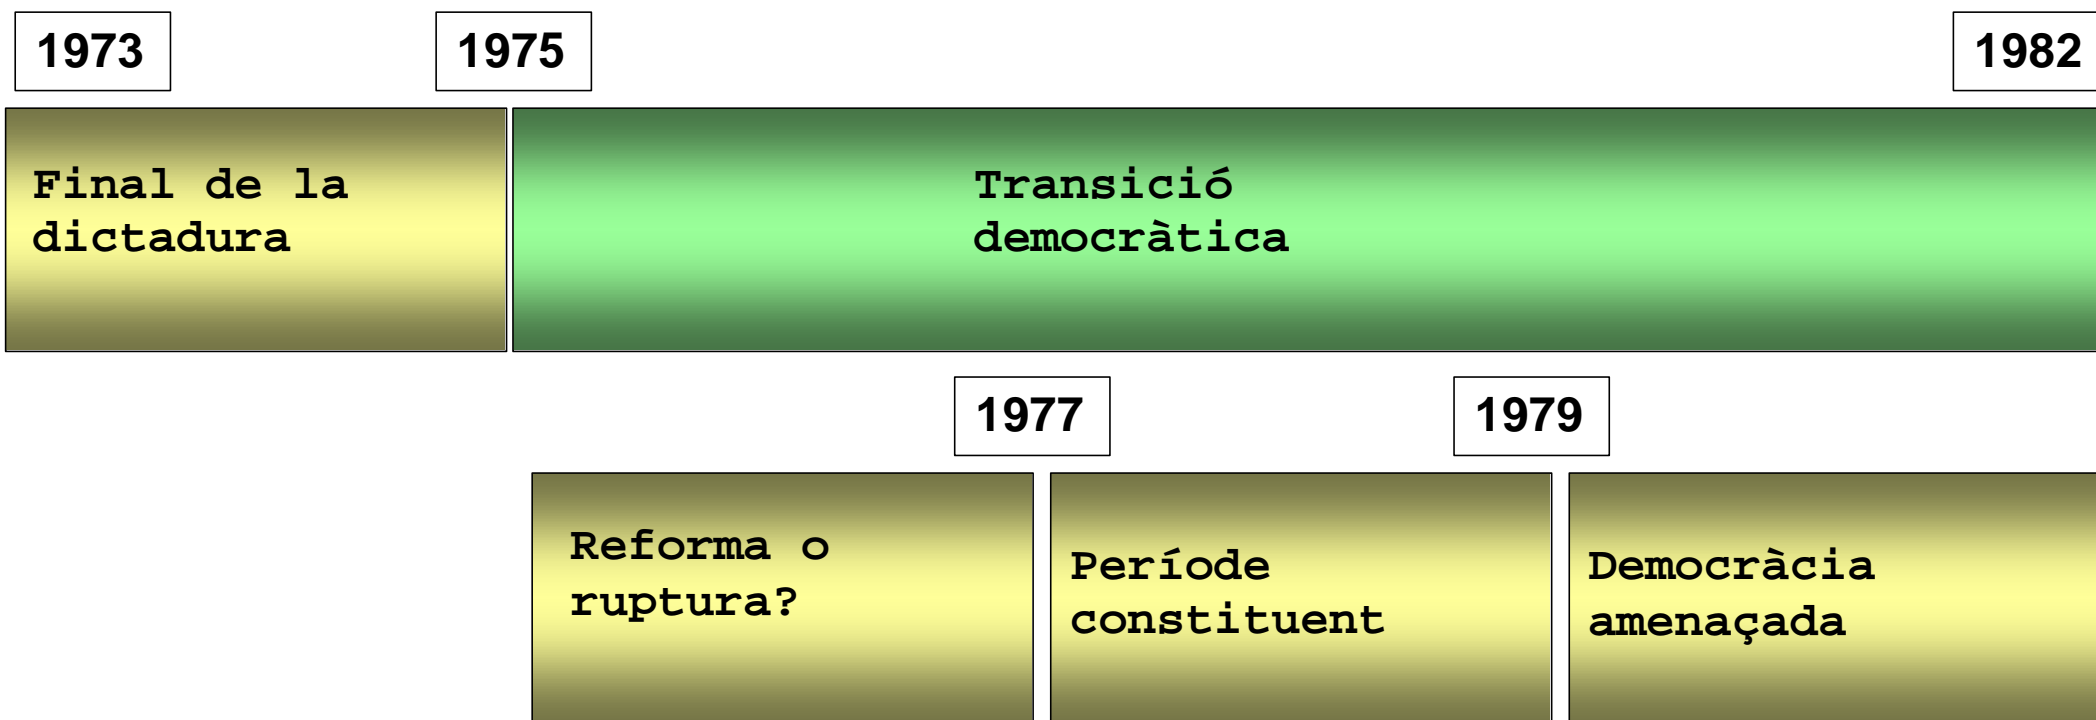 1973
1975
1982
Final de la
dictadura
Transició
democràtica
1977
1979
Reforma o
ruptura?
Període
constituent
Democràcia
amenaçada